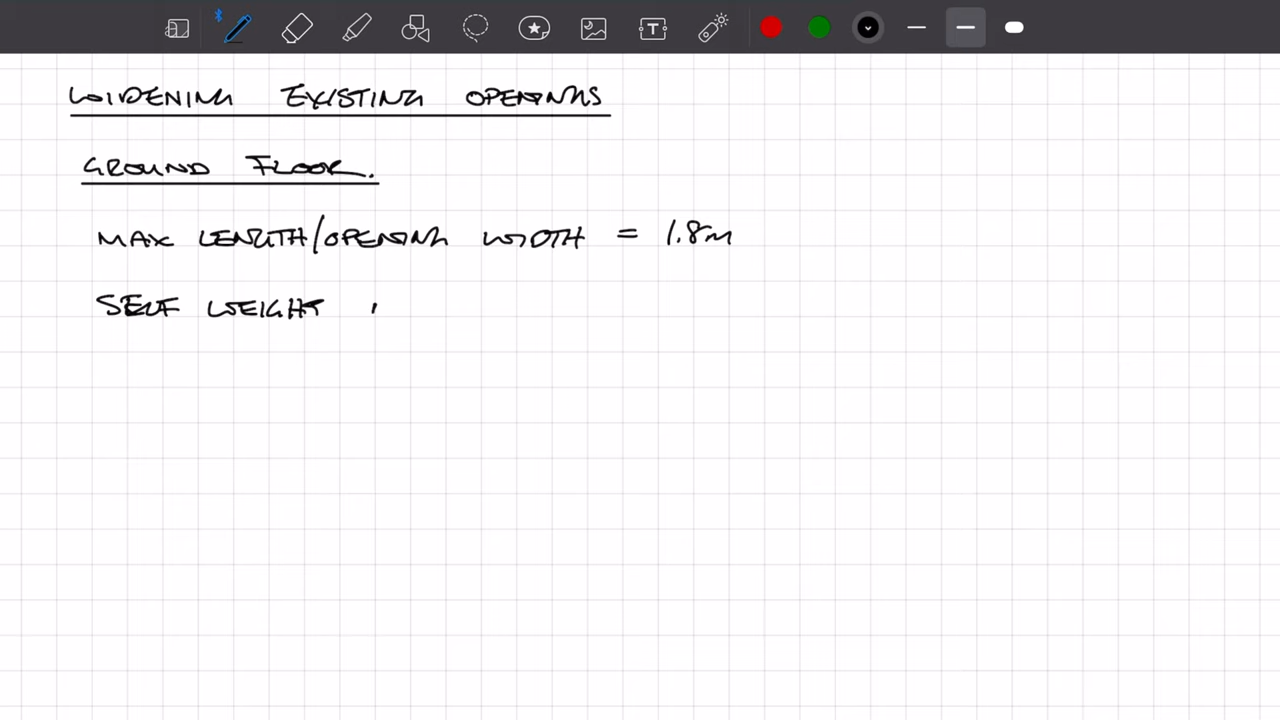 WIDENING EXISTING OPENINGS
GROUND FLOOR.
MAX LENGTH/OPENING WIDTH = 1.8m
SELF WEIGHT